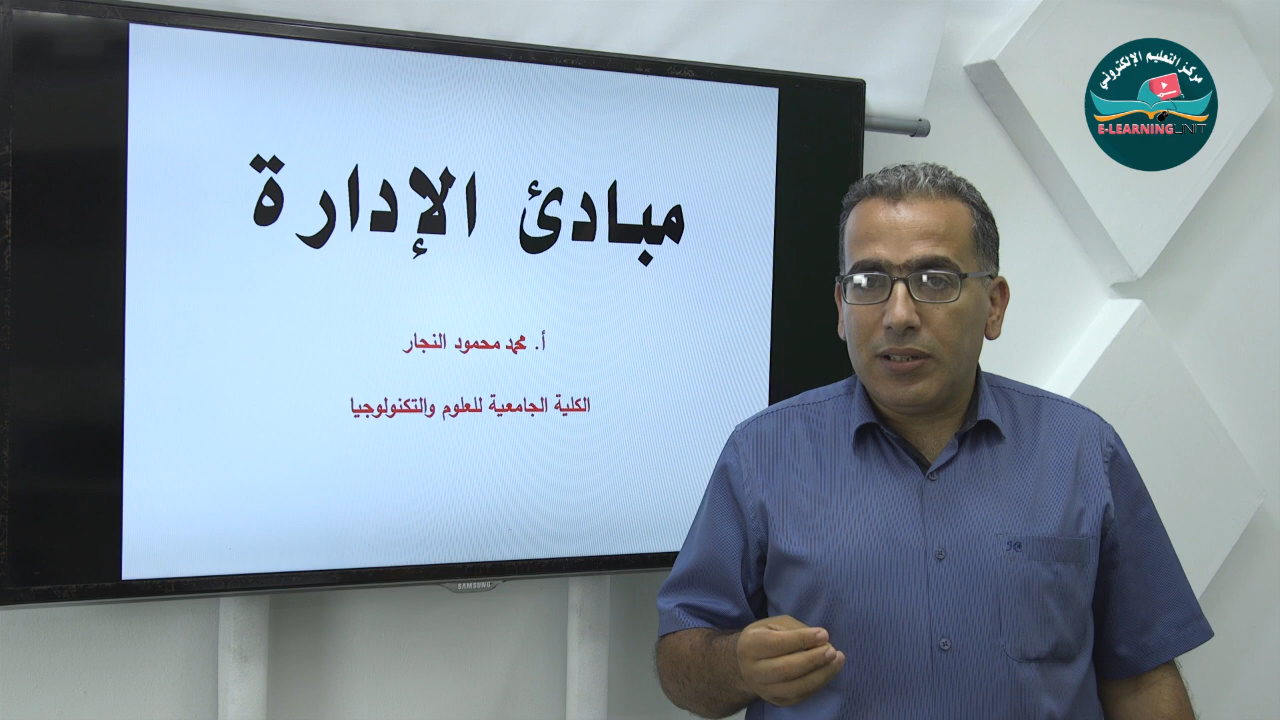 مركز التعليم الإلكتروني
E-LEARNING UNIT
مبادئ الإدارة
أ. محمد محمود النجار
الكلية الجامعية للعلوم والتكنولوجيا
SAMSUNG